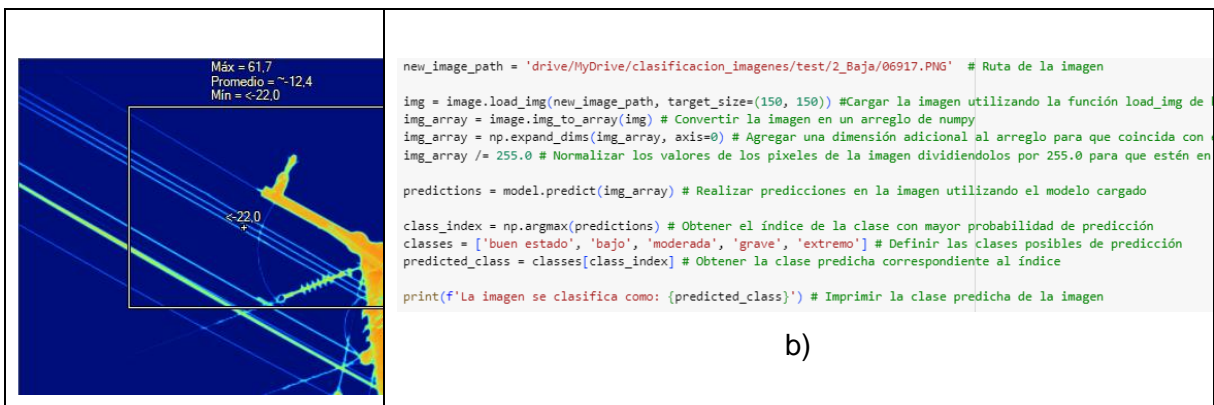 Máx = 61,7
Promedio = ~-12,4
Mín = <-22,0
<-22,0
new_image_path = 'drive/MyDrive/clasificacion_imagenes/test/2_Baja/06917.PNG' # Ruta de la imagen
img = image.load_img(new_image_path, target_size=(150, 150)) #Cargar la imagen utilizando la función load_img de
img_array = image.img_to_array(img) # Convertir la imagen en un arreglo de numpy
img_array = np.expand_dims(img_array, axis=0) # Agregar una dimensión adicional al arreglo para que coincida con
img_array /= 255.0 # Normalizar los valores de los pixeles de la imagen dividiendolos por 255.0 para que estén en
predictions = model.predict(img_array) # Realizar predicciones en la imagen utilizando el modelo cargado
class_index = np.argmax(predictions) # Obtener el índice de la clase con mayor probabilidad de predicción
classes = ['buen estado', 'bajo', 'moderada', 'grave', 'extremo'] # Definir las clases posibles de predicción
predicted_class = classes[class_index] # Obtener la clase predicha correspondiente al índice
print(f'La imagen se clasifica como: {predicted_class}') # Imprimir la clase predicha de la imagen
b)